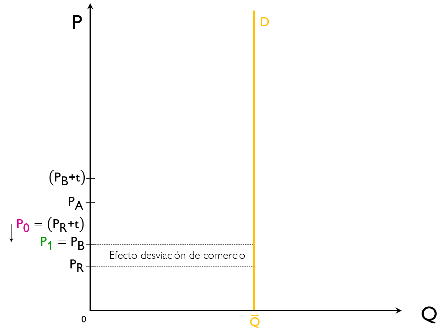 P
D
(P_B+t)
P_A
P_0 = (P_R+t)
P_1 = P_B
Efecto desviación de comercio
P_R
0
Q̅
Q